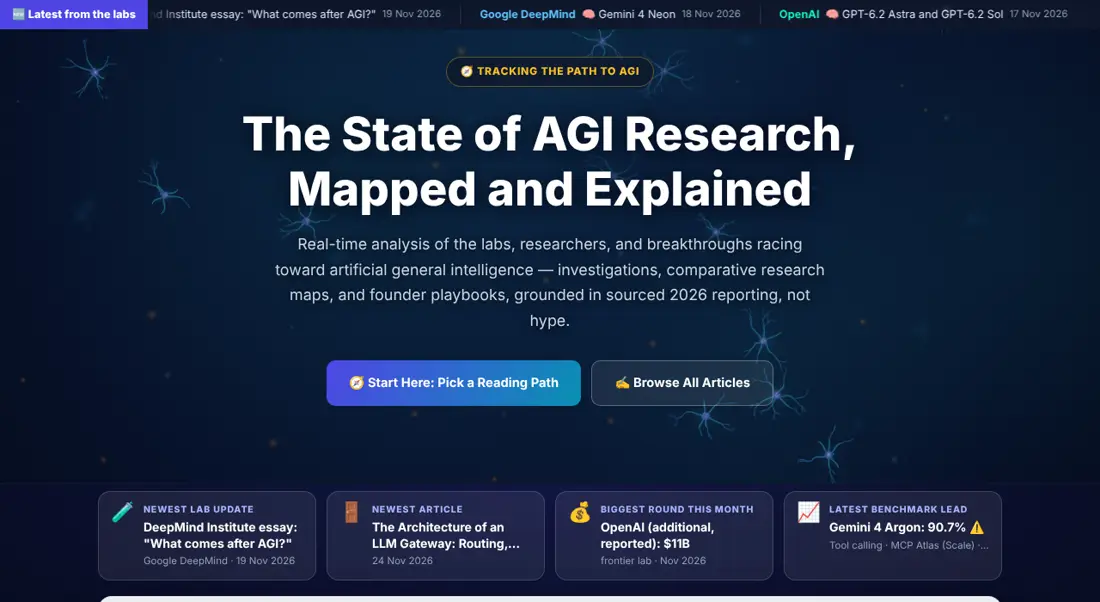 🆕 Latest from the labs
nd Institute essay: "What comes after AGI?" 19 Nov 2026
Google DeepMind 🧠 Gemini 4 Neon 18 Nov 2026
OpenAI 🧠 GPT-6.2 Astra and GPT-6.2 Sol 17 Nov 2026
🧭 TRACKING THE PATH TO AGI
The State of AGI Research,
Mapped and Explained
Real-time analysis of the labs, researchers, and breakthroughs racing
toward artificial general intelligence — investigations, comparative research
maps, and founder playbooks, grounded in sourced 2026 reporting, not
hype.
🧭 Start Here: Pick a Reading Path
✍️ Browse All Articles
NEWEST LAB UPDATE
DeepMind Institute essay:
"What comes after AGI?"
Google DeepMind · 19 Nov 2026
NEWEST ARTICLE
The Architecture of an
LLM Gateway: Routing,...
24 Nov 2026
BIGGEST ROUND THIS MONTH
OpenAI (additional,
reported): $11B
frontier lab · Nov 2026
LATEST BENCHMARK LEAD
Gemini 4 Argon: 90.7% ⚠️
Tool calling · MCP Atlas (Scale) ·...